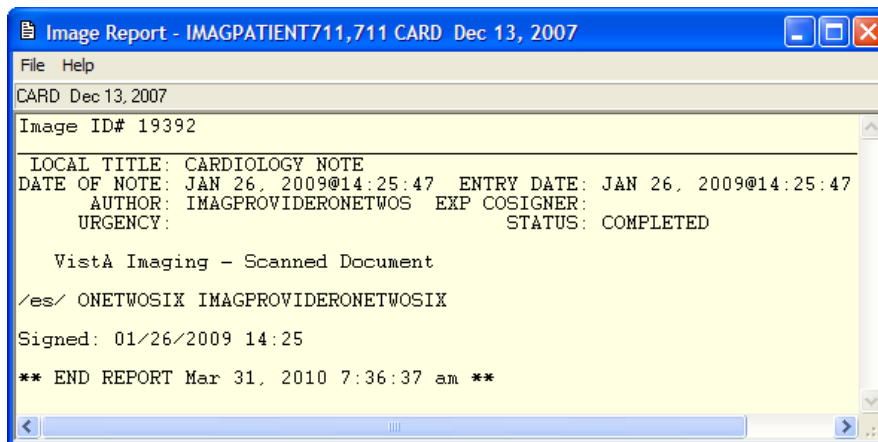 Image Report - IMAGPATIENT711,711 CARD Dec 13, 2007
File Help
CARD Dec 13, 2007
Image ID# 19392
LOCAL TITLE: CARDIOLOGY NOTE
DATE OF NOTE: JAN 26, 2009@14:25:47 ENTRY DATE: JAN 26, 2009@14:25:47
AUTHOR: IMAGPROVIDERONETWOS EXP COSIGNER:
URGENCY: STATUS: COMPLETED
VistA Imaging - Scanned Document
/es/ ONETWOSIX IMAGPROVIDERONETWOSIX
Signed: 01/26/2009 14:25
** END REPORT Mar 31, 2010 7:36:37 am **